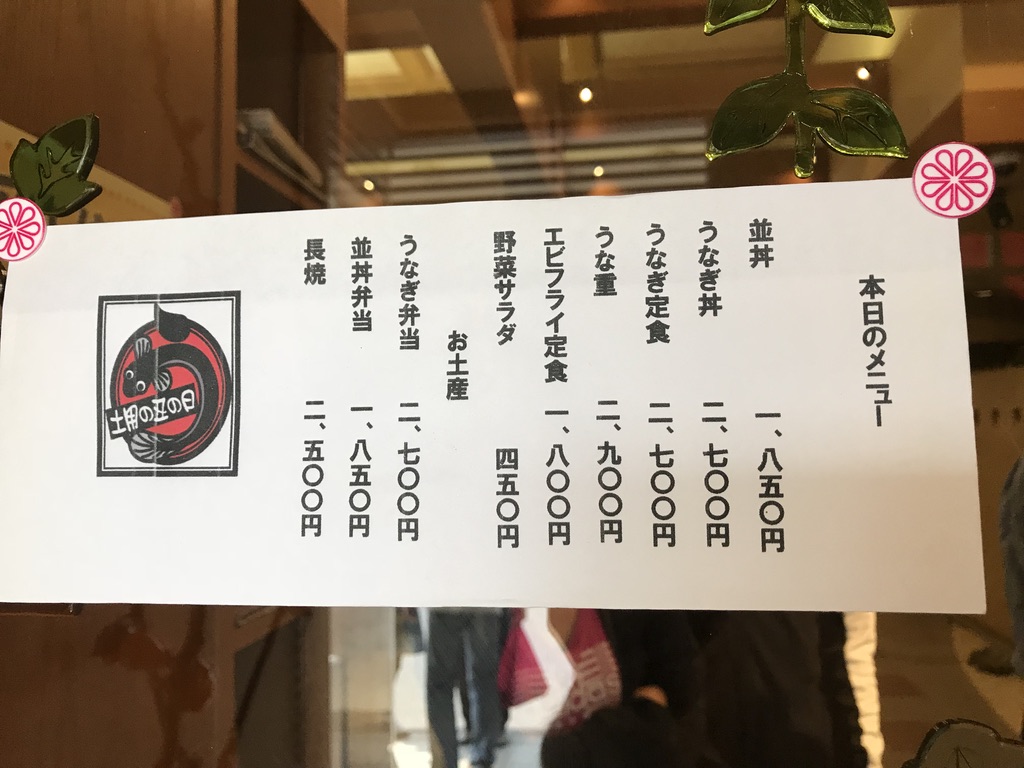 本日のメニュー
並丼 一、八五〇円
うなぎ丼 二、七〇〇円
うなぎ定食 二、七〇〇円
うな重 二、九〇〇円
エビフライ定食 一、八〇〇円
野菜サラダ 四五〇円
お土産
うなぎ弁当 二、七〇〇円
並丼弁当 一、八五〇円
長焼 二、五〇〇円
土用の丑の日